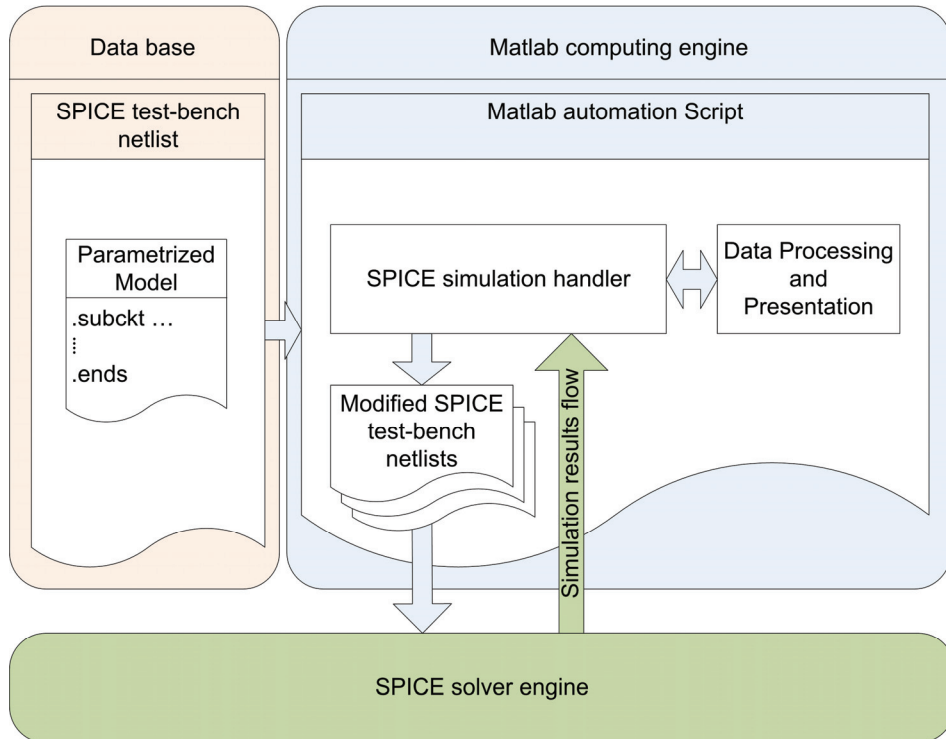 Data base
SPICE test-bench
netlist
Parametrized
Model
.subckt …
⋮
.ends
Matlab computing engine
Matlab automation Script
SPICE simulation handler
Data Processing
and
Presentation
Modified SPICE
test-bench
netlists
Simulation results flow
SPICE solver engine